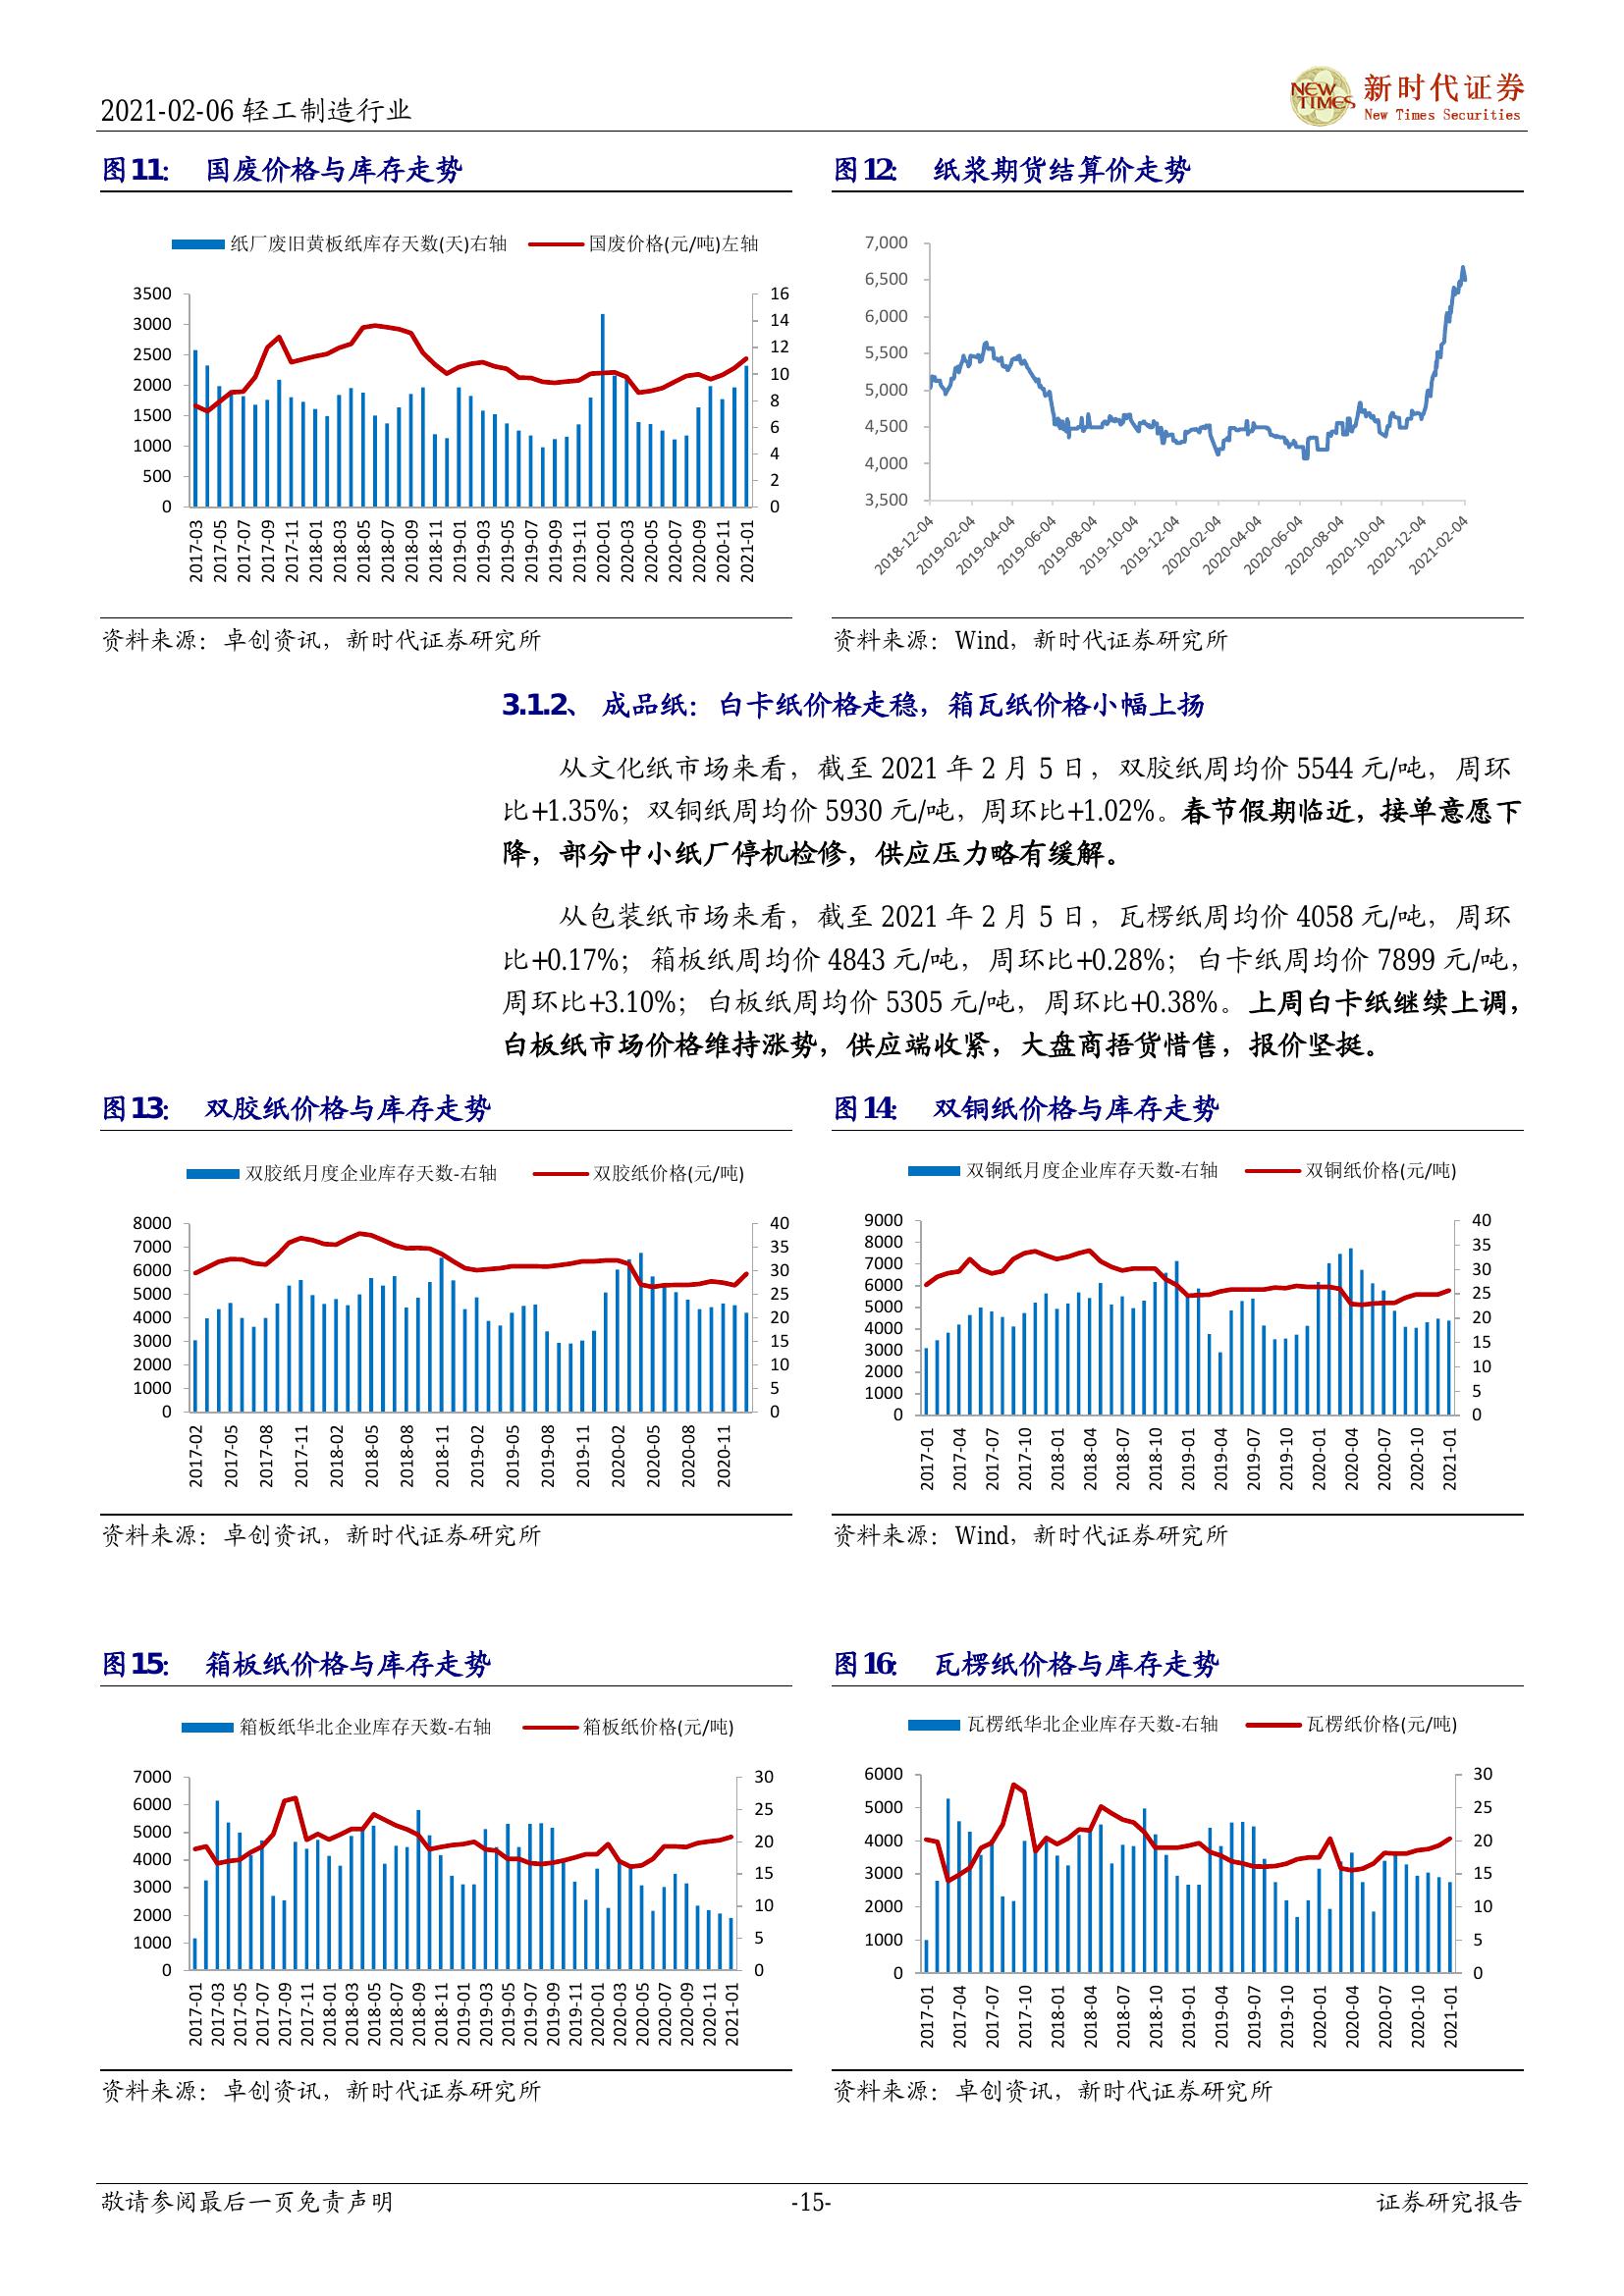 2021-02-06 轻工制造行业
NEW TIMES 新时代证券
New Times Securities
图11： 国废价格与库存走势
纸厂废旧黄板纸库存天数(天)右轴 国废价格(元/吨)左轴
3500 3000 2500 2000 1500 1000 500 0
16 14 12 10 8 6 4 2 0
2017-03 2017-05 2017-07 2017-09 2017-11 2018-01 2018-03 2018-05 2018-07 2018-09 2018-11 2019-01 2019-03 2019-05 2019-07 2019-09 2019-11 2020-01 2020-03 2020-05 2020-07 2020-09 2020-11 2021-01
资料来源：卓创资讯，新时代证券研究所
图12： 纸浆期货结算价走势
7,000 6,500 6,000 5,500 5,000 4,500 4,000 3,500
2018-12-04 2019-02-04 2019-04-04 2019-06-04 2019-08-04 2019-10-04 2019-12-04 2020-02-04 2020-04-04 2020-06-04 2020-08-04 2020-10-04 2020-12-04 2021-02-04
资料来源：Wind，新时代证券研究所
3.1.2、 成品纸：白卡纸价格走稳，箱瓦纸价格小幅上扬
从文化纸市场来看，截至 2021 年 2 月 5 日，双胶纸周均价 5544 元/吨，周环
比+1.35%；双铜纸周均价 5930 元/吨，周环比+1.02%。春节假期临近，接单意愿下
降，部分中小纸厂停机检修，供应压力略有缓解。
从包装纸市场来看，截至 2021 年 2 月 5 日，瓦楞纸周均价 4058 元/吨，周环
比+0.17%；箱板纸周均价 4843 元/吨，周环比+0.28%；白卡纸周均价 7899 元/吨，
周环比+3.10%；白板纸周均价 5305 元/吨，周环比+0.38%。上周白卡纸继续上调，
白板纸市场价格维持涨势，供应端收紧，大盘商捂货惜售，报价坚挺。
图13： 双胶纸价格与库存走势
双胶纸月度企业库存天数-右轴 双胶纸价格(元/吨)
8000 7000 6000 5000 4000 3000 2000 1000 0
40 35 30 25 20 15 10 5 0
2017-02 2017-05 2017-08 2017-11 2018-02 2018-05 2018-08 2018-11 2019-02 2019-05 2019-08 2019-11 2020-02 2020-05 2020-08 2020-11
资料来源：卓创资讯，新时代证券研究所
图14： 双铜纸价格与库存走势
双铜纸月度企业库存天数-右轴 双铜纸价格(元/吨)
9000 8000 7000 6000 5000 4000 3000 2000 1000 0
40 35 30 25 20 15 10 5 0
2017-01 2017-04 2017-07 2017-10 2018-01 2018-04 2018-07 2018-10 2019-01 2019-04 2019-07 2019-10 2020-01 2020-04 2020-07 2020-10 2021-01
资料来源：Wind，新时代证券研究所
图15： 箱板纸价格与库存走势
箱板纸华北企业库存天数-右轴 箱板纸价格(元/吨)
7000 6000 5000 4000 3000 2000 1000 0
30 25 20 15 10 5 0
2017-01 2017-03 2017-05 2017-07 2017-09 2017-11 2018-01 2018-03 2018-05 2018-07 2018-09 2018-11 2019-01 2019-03 2019-05 2019-07 2019-09 2019-11 2020-01 2020-03 2020-05 2020-07 2020-09 2020-11 2021-01
资料来源：卓创资讯，新时代证券研究所
图16： 瓦楞纸价格与库存走势
瓦楞纸华北企业库存天数-右轴 瓦楞纸价格(元/吨)
6000 5000 4000 3000 2000 1000 0
30 25 20 15 10 5 0
2017-01 2017-04 2017-07 2017-10 2018-01 2018-04 2018-07 2018-10 2019-01 2019-04 2019-07 2019-10 2020-01 2020-04 2020-07 2020-10 2021-01
资料来源：卓创资讯，新时代证券研究所
敬请参阅最后一页免责声明 -15- 证券研究报告